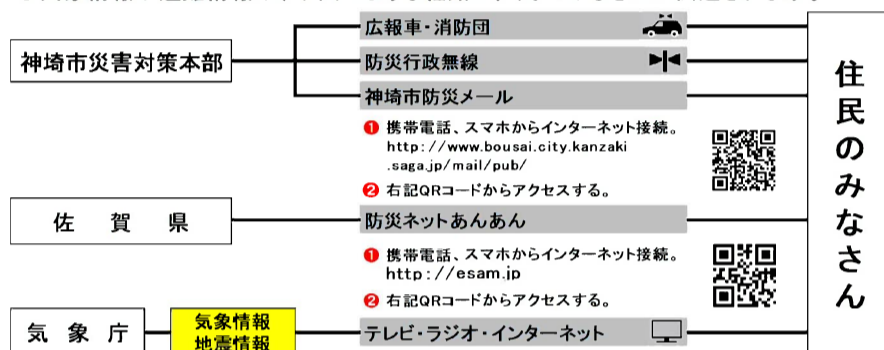 広報車・消防団
神埼市災害対策本部
防災行政無線
神埼市防災メール
❶ 携帯電話、スマホからインターネット接続。
http://www.bousai.city.kanzaki
.saga.jp/mail/pub/
❷ 右記QRコードからアクセスする。
佐賀県
防災ネットあんあん
❶ 携帯電話、スマホからインターネット接続。
http://esam.jp
❷ 右記QRコードからアクセスする。
気象庁
気象情報
地震情報
テレビ・ラジオ・インターネット
住民のみなさん